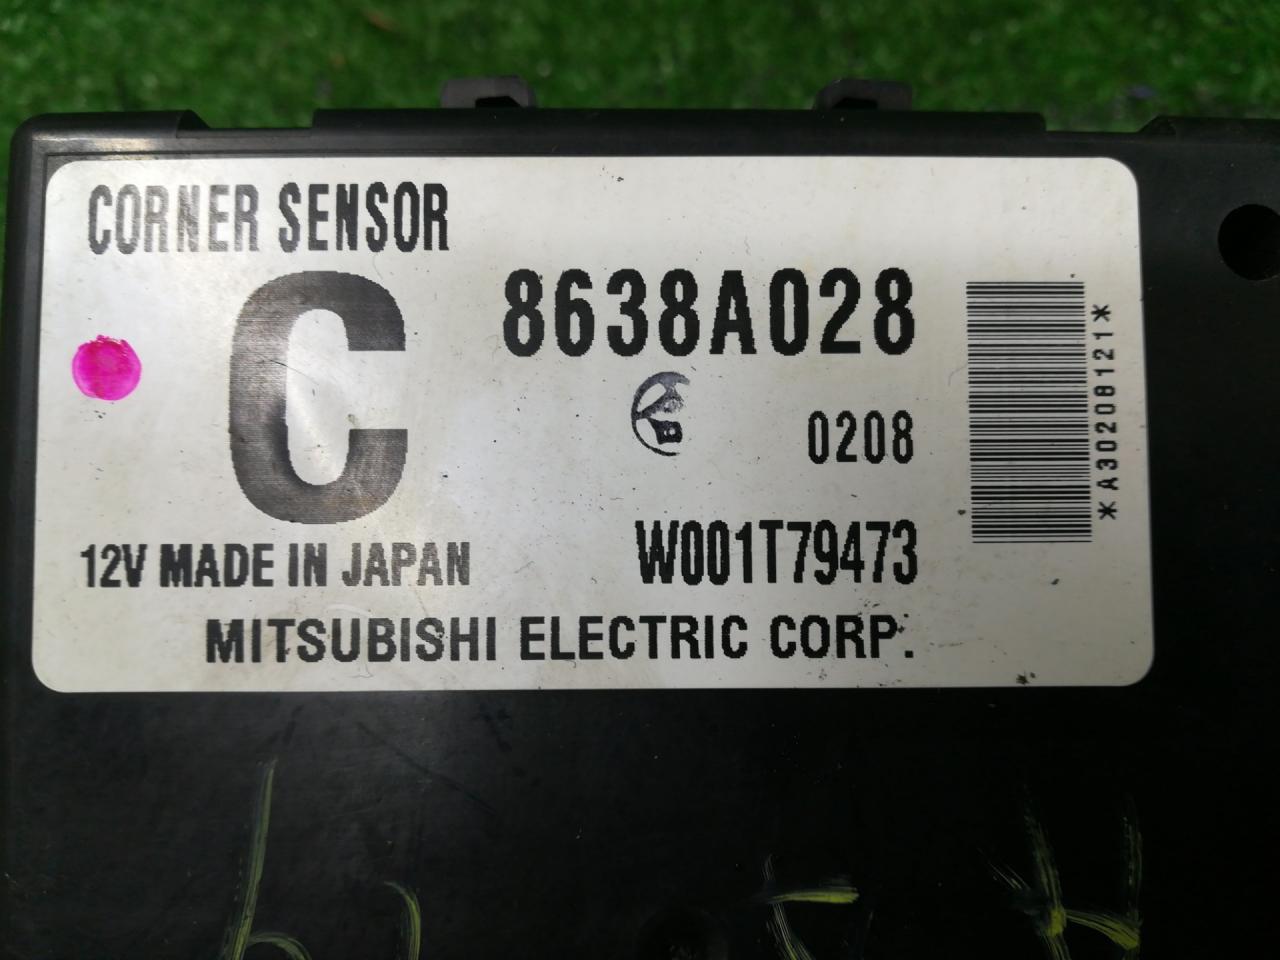 CORNER SENSOR
C
8638A028
0208
12V MADE IN JAPAN
W001T79473
MITSUBISHI ELECTRIC CORP.
*A30208121*